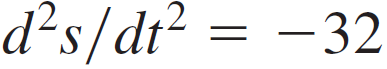 d²s/dt² = −32